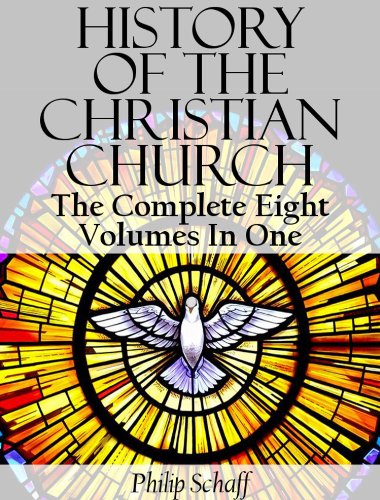 HISTORY
OF THE
CHRISTIAN
CHURCH
The Complete Eight
Volumes In One
Philip Schaff